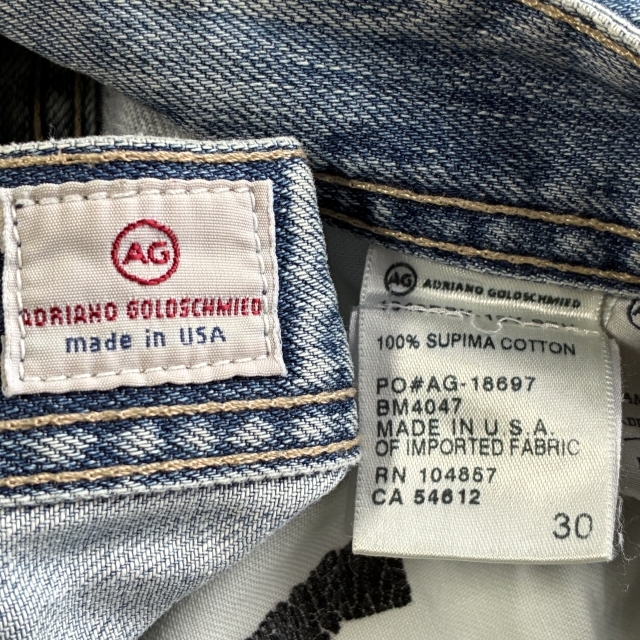 AG
ADRIANO GOLDSCHMIED
made in USA
AG ADRIANO GOLDSCHMIED
100% SUPIMA COTTON
PO#AG-18697
BM4047
MADE IN U.S.A.
OF IMPORTED FABRIC
RN 104857
CA 54612
30